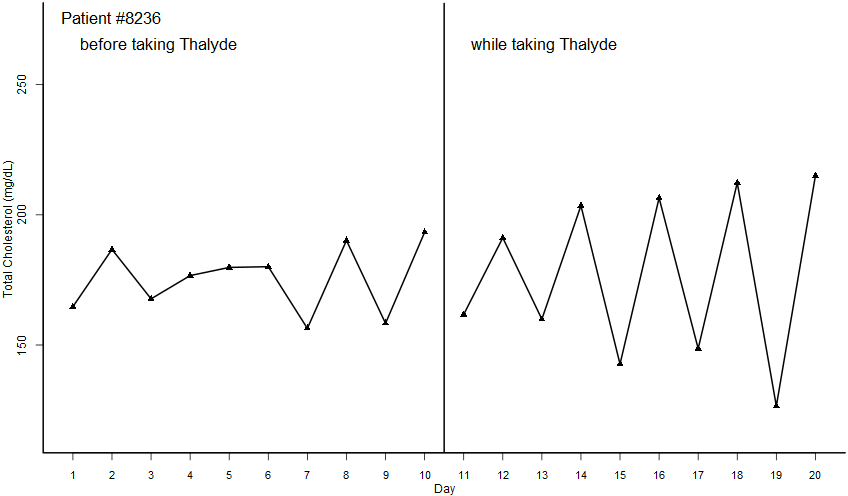 Patient #8236
before taking Thalyde
while taking Thalyde
Total Cholesterol (mg/dL)
250
200
150
1 2 3 4 5 6 7 8 9 10 11 12 13 14 15 16 17 18 19 20
Day